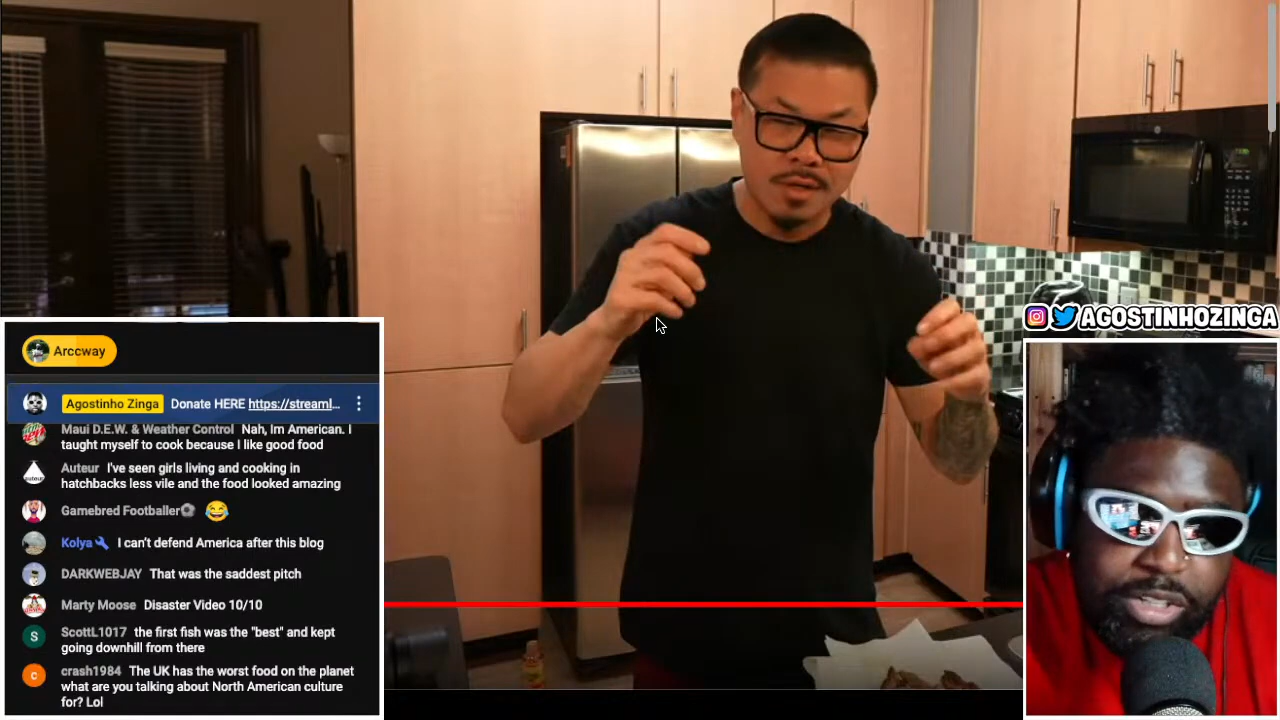 AGOSTINHOZINGA
Arccway
Agostinho Zinga Donate HERE https://streaml...
Maui D.E.W. & Weather Control Nah, Im American. I
taught myself to cook because I like good food
Auteur I've seen girls living and cooking in
hatchbacks less vile and the food looked amazing
Gamebred Footballer
Kolya I can't defend America after this blog
DARKWEBJAY That was the saddest pitch
Marty Moose Disaster Video 10/10
S ScottL1017 the first fish was the "best" and kept
going downhill from there
c crash1984 The UK has the worst food on the planet
what are you talking about North American culture
for? Lol